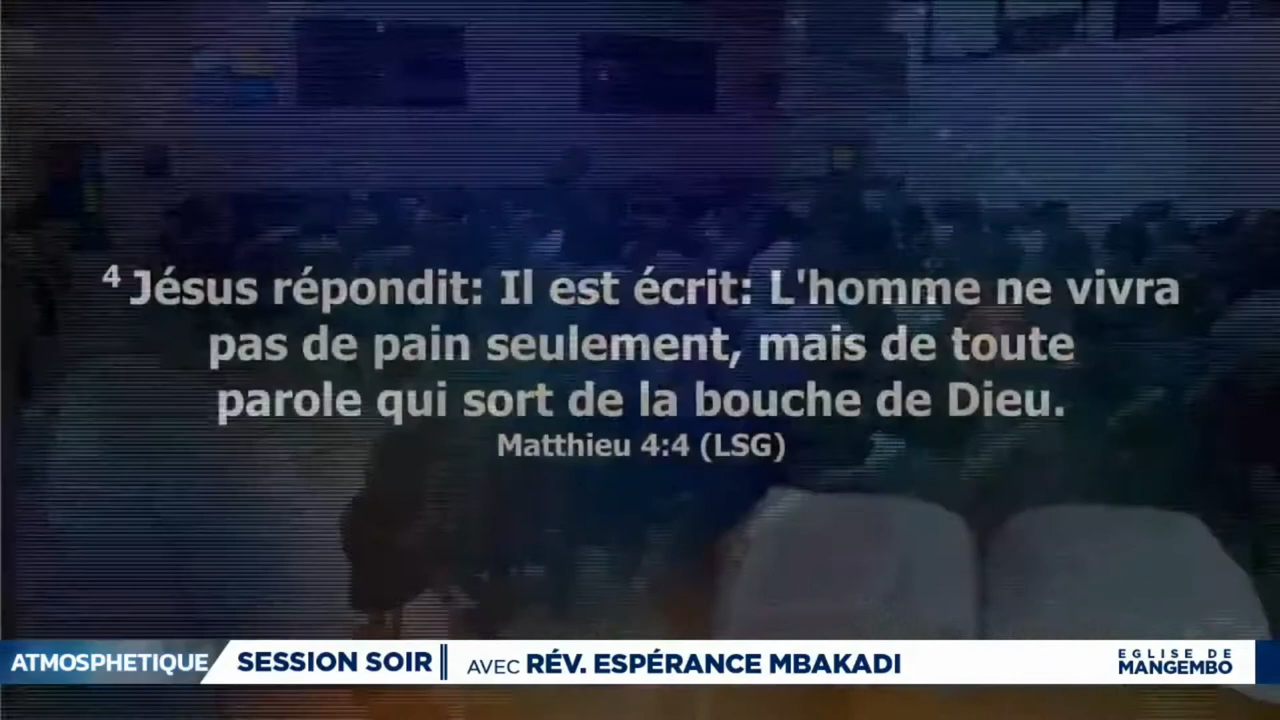 4 Jésus répondit: Il est écrit: L'homme ne vivra
pas de pain seulement, mais de toute
parole qui sort de la bouche de Dieu.
Matthieu 4:4 (LSG)
ATMOSPHETIQUE SESSION SOIR AVEC RÉV. ESPÉRANCE MBAKADI
EGLISE DE
MANGEMBO